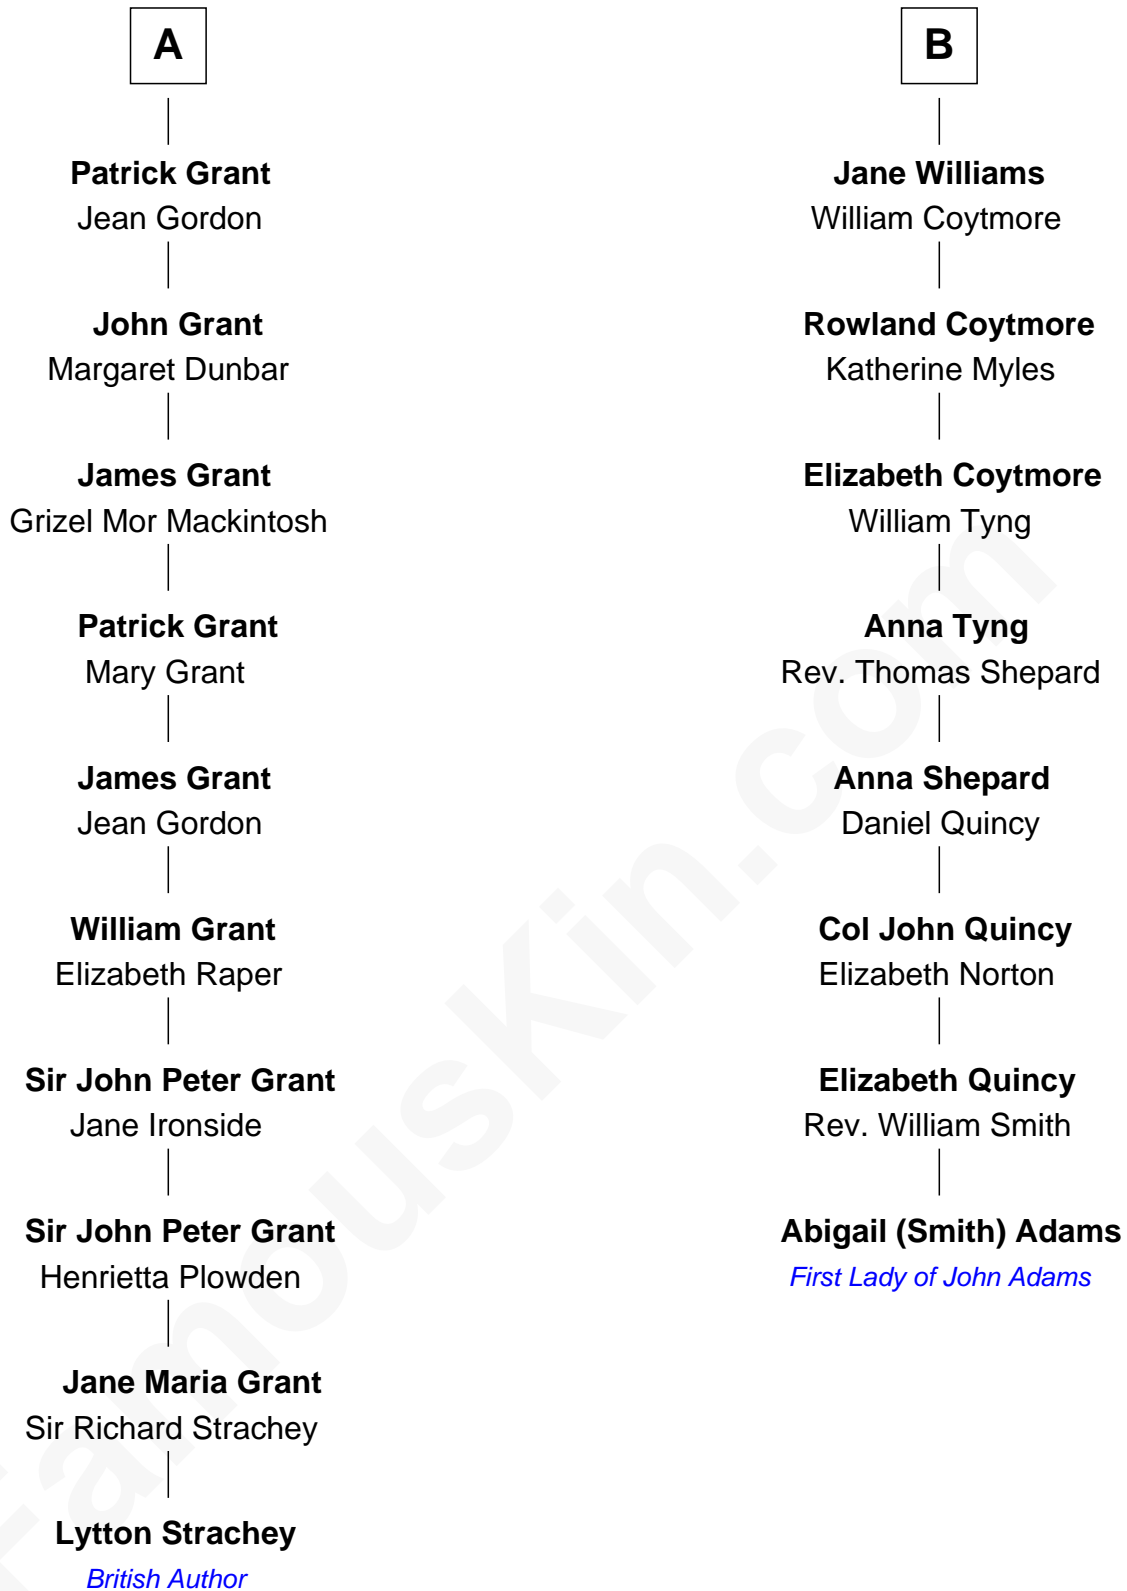 A
Patrick Grant
Jean Gordon
John Grant
Margaret Dunbar
James Grant
Grizel Mor Mackintosh
Patrick Grant
Mary Grant
James Grant
Jean Gordon
William Grant
Elizabeth Raper
Sir John Peter Grant
Jane Ironside
Sir John Peter Grant
Henrietta Plowden
Jane Maria Grant
Sir Richard Strachey
Lytton Strachey
British Author
B
Jane Williams
William Coytmore
Rowland Coytmore
Katherine Myles
Elizabeth Coytmore
William Tyng
Anna Tyng
Rev. Thomas Shepard
Anna Shepard
Daniel Quincy
Col John Quincy
Elizabeth Norton
Elizabeth Quincy
Rev. William Smith
Abigail (Smith) Adams
First Lady of John Adams
FamousKin.com